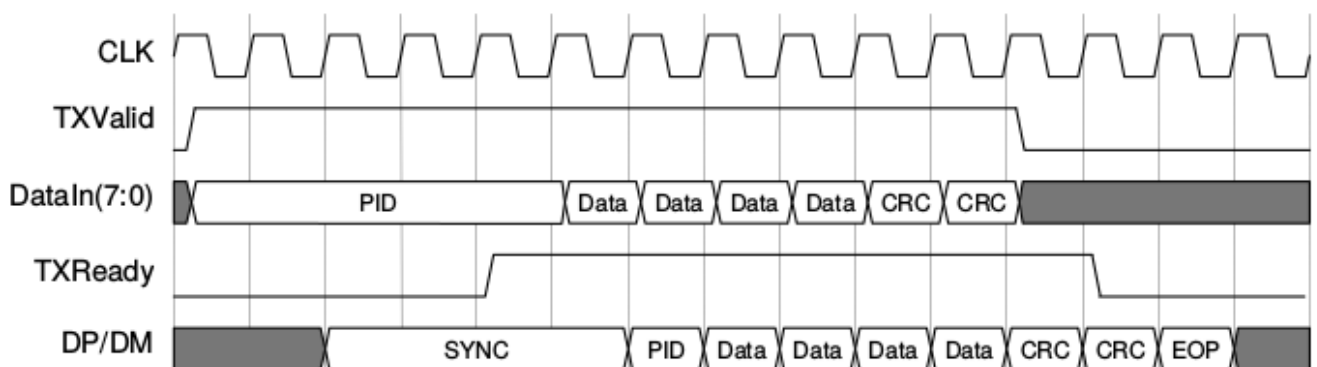 CLK
TXValid
DataIn(7:0) PID Data Data Data Data CRC CRC
TXReady
DP/DM SYNC PID Data Data Data Data CRC CRC EOP